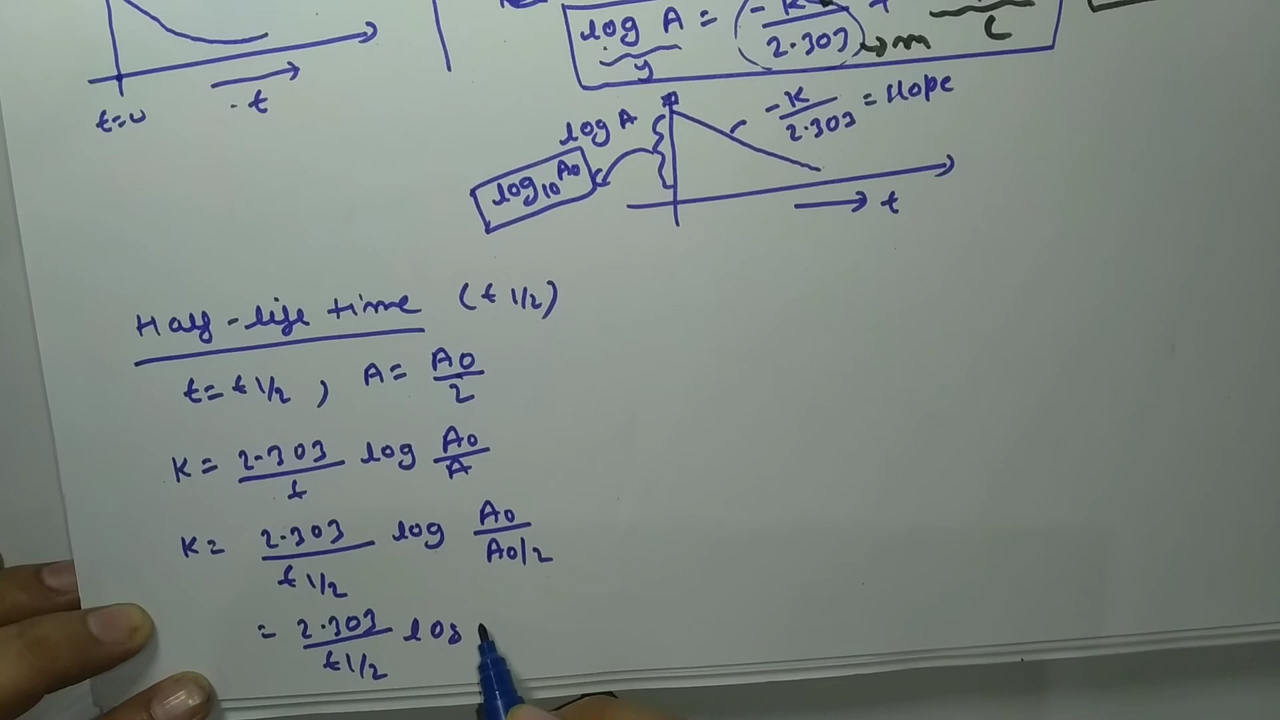 log A = -K / 2.303 +
y → m C
t=0
→ t
log A
-K / 2.303 = slope
log10 A0
→ t
Half-life time (t 1/2)
t = t 1/2 , A = A0 / 2
K = 2.303 / t log A0 / A
K = 2.303 / t 1/2 log A0 / A0/2
= 2.303 / t 1/2 log